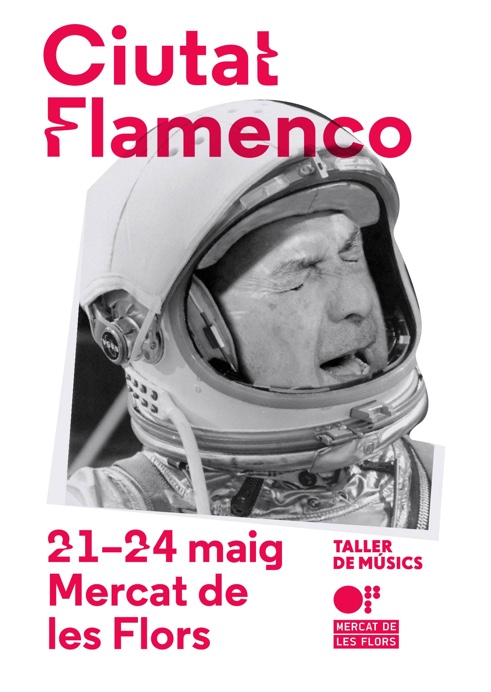 Ciutat
Flamenco
21–24 maig
Mercat de
les Flors
TALLER
DE MÚSICS
MERCAT DE
LES FLORS